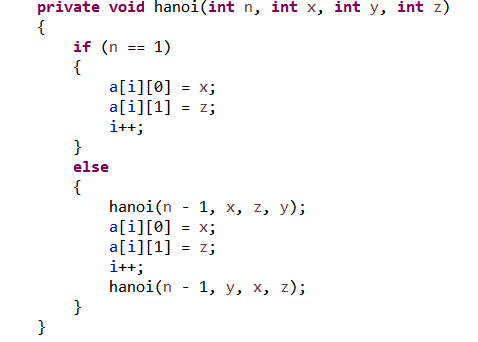 private void hanoi(int n, int x, int y, int z)
{
    if (n == 1)
    {
        a[i][0] = x;
        a[i][1] = z;
        i++;
    }
    else
    {
        hanoi(n - 1, x, z, y);
        a[i][0] = x;
        a[i][1] = z;
        i++;
        hanoi(n - 1, y, x, z);
    }
}